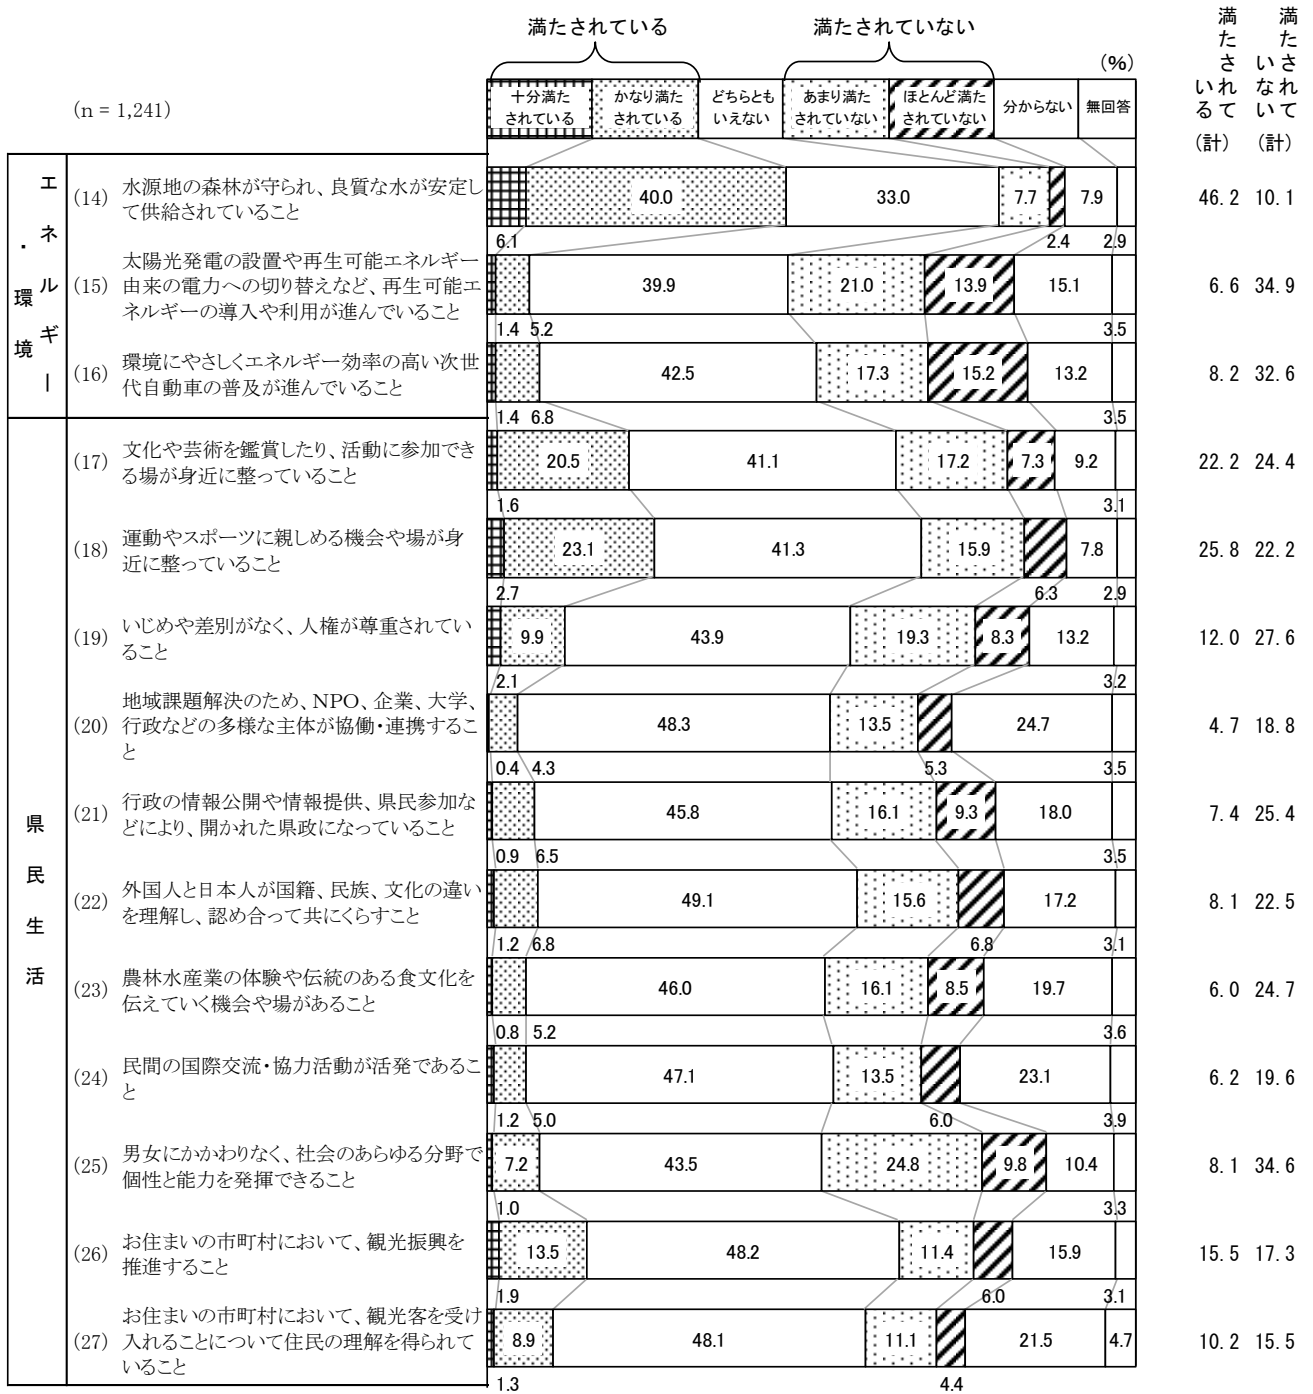 満たされている
満たされていない
満たされている（計）
満たされていない（計）
（％）
（n = 1,241）
十分満たされている
かなり満たされている
どちらともいえない
あまり満たされていない
ほとんど満たされていない
分からない
無回答
エネルギー・環境
（14） 水源地の森林が守られ、良質な水が安定し
て供給されていること
40.0 33.0 7.7 7.9 46.2 10.1
6.1 2.4 2.9
（15） 太陽光発電の設置や再生可能エネルギー
由来の電力への切り替えなど、再生可能エ
ネルギーの導入や利用が進んでいること
39.9 21.0 13.9 15.1 6.6 34.9
1.4 5.2 3.5
（16） 環境にやさしくエネルギー効率の高い次世
代自動車の普及が進んでいること
42.5 17.3 15.2 13.2 8.2 32.6
1.4 6.8 3.5
県民生活
（17） 文化や芸術を鑑賞したり、活動に参加でき
る場が身近に整っていること
20.5 41.1 17.2 7.3 9.2 22.2 24.4
1.6 3.1
（18） 運動やスポーツに親しめる機会や場が身
近に整っていること
23.1 41.3 15.9 7.8 25.8 22.2
2.7 6.3 2.9
（19） いじめや差別がなく、人権が尊重されてい
ること
9.9 43.9 19.3 8.3 13.2 12.0 27.6
2.1 3.2
（20） 地域課題解決のため、NPO、企業、大学、
行政などの多様な主体が協働・連携するこ
と
48.3 13.5 24.7 4.7 18.8
0.4 4.3 5.3 3.5
（21） 行政の情報公開や情報提供、県民参加な
どにより、開かれた県政になっていること
45.8 16.1 9.3 18.0 7.4 25.4
0.9 6.5 3.5
（22） 外国人と日本人が国籍、民族、文化の違い
を理解し、認め合って共にくらすこと
49.1 15.6 17.2 8.1 22.5
1.2 6.8 6.8 3.1
（23） 農林水産業の体験や伝統のある食文化を
伝えていく機会や場があること
46.0 16.1 8.5 19.7 6.0 24.7
0.8 5.2 3.6
（24） 民間の国際交流・協力活動が活発であるこ
と
47.1 13.5 23.1 6.2 19.6
1.2 5.0 6.0 3.9
（25） 男女にかかわりなく、社会のあらゆる分野で
個性と能力を発揮できること
7.2 43.5 24.8 9.8 10.4 8.1 34.6
1.0 3.3
（26） お住まいの市町村において、観光振興を
推進すること
13.5 48.2 11.4 15.9 15.5 17.3
1.9 6.0 3.1
（27） お住まいの市町村において、観光客を受け
入れることについて住民の理解を得られて
いること
8.9 48.1 11.1 21.5 4.7 10.2 15.5
1.3 4.4